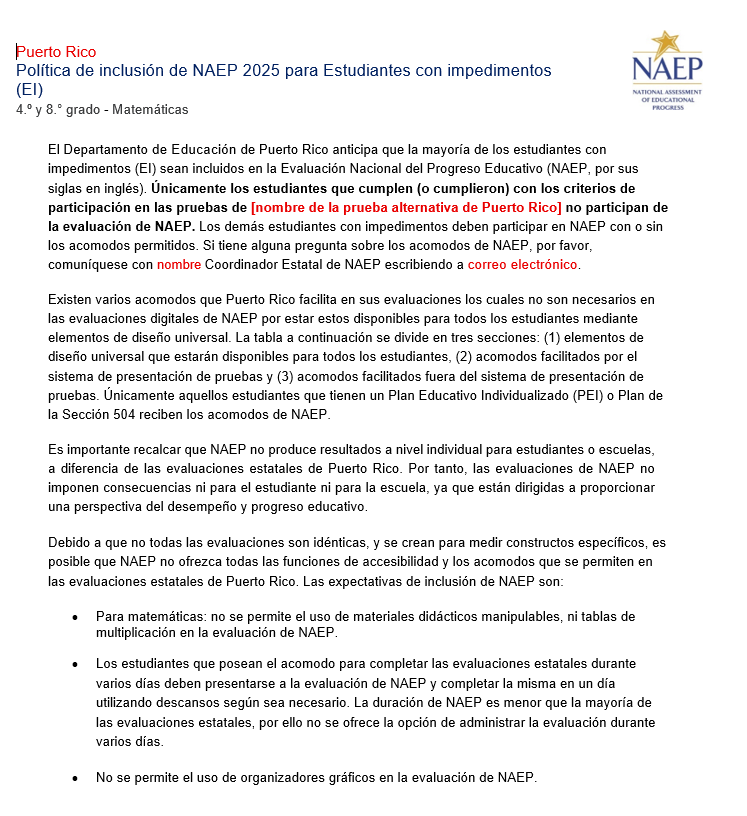 Puerto Rico
Política de inclusión de NAEP 2025 para Estudiantes con impedimentos
(EI)
4.º y 8.° grado - Matemáticas
NAEP
NATIONAL ASSESSMENT
OF EDUCATIONAL
PROGRESS
El Departamento de Educación de Puerto Rico anticipa que la mayoría de los estudiantes con
impedimentos (EI) sean incluidos en la Evaluación Nacional del Progreso Educativo (NAEP, por sus
siglas en inglés). Únicamente los estudiantes que cumplen (o cumplieron) con los criterios de
participación en las pruebas de [nombre de la prueba alternativa de Puerto Rico] no participan de
la evaluación de NAEP. Los demás estudiantes con impedimentos deben participar en NAEP con o sin
los acomodos permitidos. Si tiene alguna pregunta sobre los acomodos de NAEP, por favor,
comuníquese con nombre Coordinador Estatal de NAEP escribiendo a correo electrónico.
Existen varios acomodos que Puerto Rico facilita en sus evaluaciones los cuales no son necesarios en
las evaluaciones digitales de NAEP por estar estos disponibles para todos los estudiantes mediante
elementos de diseño universal. La tabla a continuación se divide en tres secciones: (1) elementos de
diseño universal que estarán disponibles para todos los estudiantes, (2) acomodos facilitados por el
sistema de presentación de pruebas y (3) acomodos facilitados fuera del sistema de presentación de
pruebas. Únicamente aquellos estudiantes que tienen un Plan Educativo Individualizado (PEI) o Plan de
la Sección 504 reciben los acomodos de NAEP.
Es importante recalcar que NAEP no produce resultados a nivel individual para estudiantes o escuelas,
a diferencia de las evaluaciones estatales de Puerto Rico. Por tanto, las evaluaciones de NAEP no
imponen consecuencias ni para el estudiante ni para la escuela, ya que están dirigidas a proporcionar
una perspectiva del desempeño y progreso educativo.
Debido a que no todas las evaluaciones son idénticas, y se crean para medir constructos específicos, es
posible que NAEP no ofrezca todas las funciones de accesibilidad y los acomodos que se permiten en
las evaluaciones estatales de Puerto Rico. Las expectativas de inclusión de NAEP son:
• Para matemáticas: no se permite el uso de materiales didácticos manipulables, ni tablas de
multiplicación en la evaluación de NAEP.
• Los estudiantes que posean el acomodo para completar las evaluaciones estatales durante
varios días deben presentarse a la evaluación de NAEP y completar la misma en un día
utilizando descansos según sea necesario. La duración de NAEP es menor que la mayoría de
las evaluaciones estatales, por ello no se ofrece la opción de administrar la evaluación durante
varios días.
• No se permite el uso de organizadores gráficos en la evaluación de NAEP.